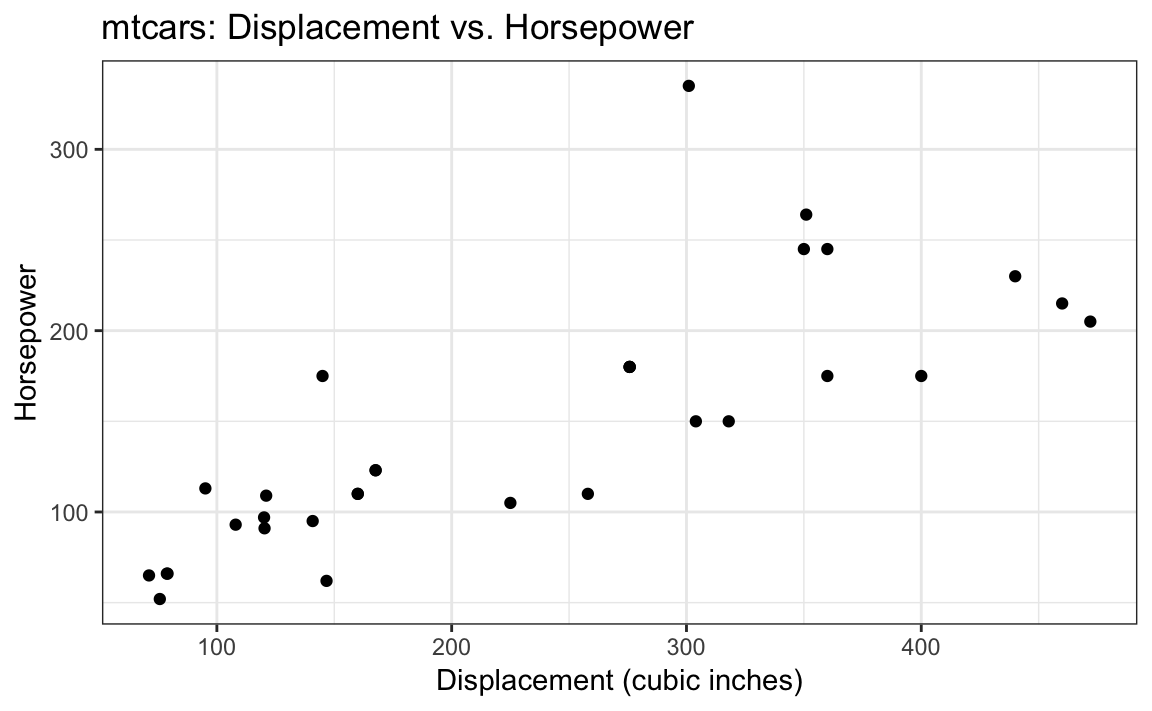 mtcars: Displacement vs. Horsepower
300
200
100
Horsepower
100 200 300 400
Displacement (cubic inches)